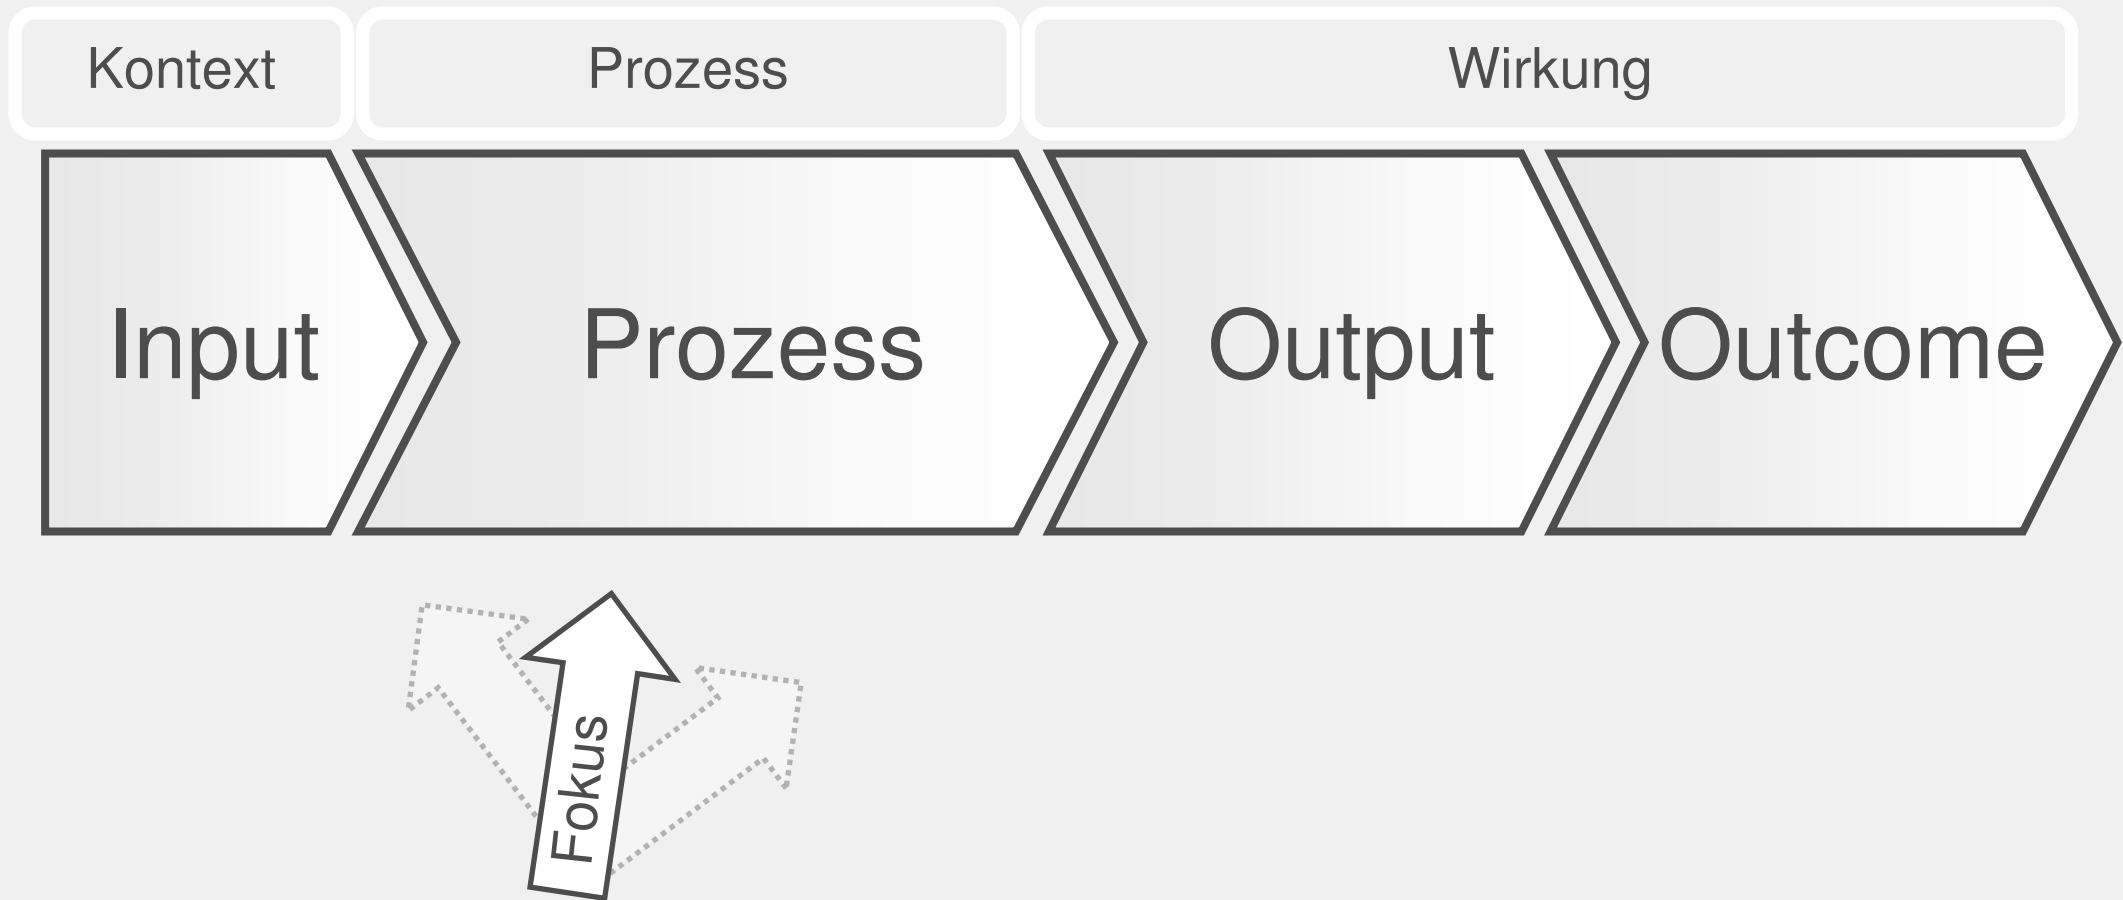 Kontext
Prozess
Wirkung
Input
Prozess
Output
Outcome
Fokus